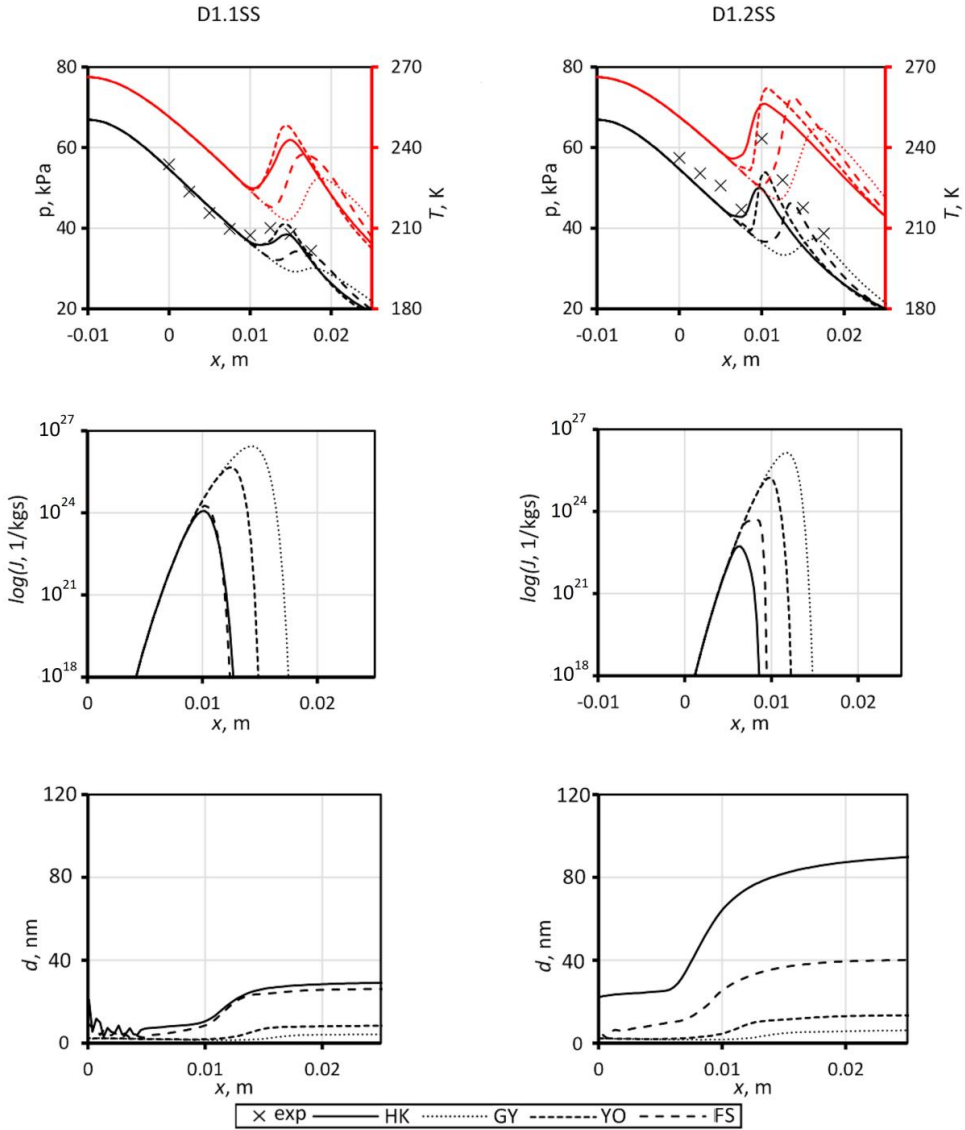 D1.1SS D1.2SS
80 270 80 270
60 240 60 240
p, kPa T, K p, kPa T, K
40 210 40 210
20 180 20 180
-0.01 0 0.01 0.02 -0.01 0 0.01 0.02
x, m x, m
10^27 10^27
10^24 10^24
log(J, 1/kgs) log(J, 1/kgs)
10^21 10^21
10^18 10^18
0 0.01 0.02 -0.01 0 0.01 0.02
x, m x, m
120 120
80 80
d, nm d, nm
40 40
0 0
0 0.01 0.02 0 0.01 0.02
x, m x, m
× exp HK GY YO FS